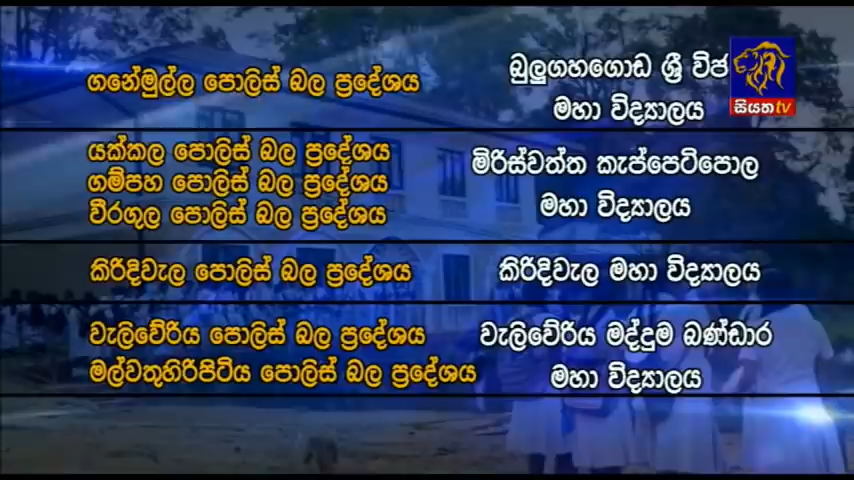 ගනේමුල්ල පොලිස් බල ප්‍රදේශය
බුලුගහගොඩ ශ්‍රී
මහා විද්‍යාලය
සියත tv
යක්කල පොලිස් බල ප්‍රදේශය
ගම්පහ පොලිස් බල ප්‍රදේශය
වීරගුල පොලිස් බල ප්‍රදේශය
මිරිස්වත්ත කැප්පෙටිපොල
මහා විද්‍යාලය
කිරිදිවැල පොලිස් බල ප්‍රදේශය
කිරිදිවැල මහා විද්‍යාලය
වැලිවේරිය පොලිස් බල ප්‍රදේශය
මල්වතුහිරිපිටිය පොලිස් බල ප්‍රදේශය
වැලිවේරිය මද්දුම බණ්ඩාර
මහා විද්‍යාලය